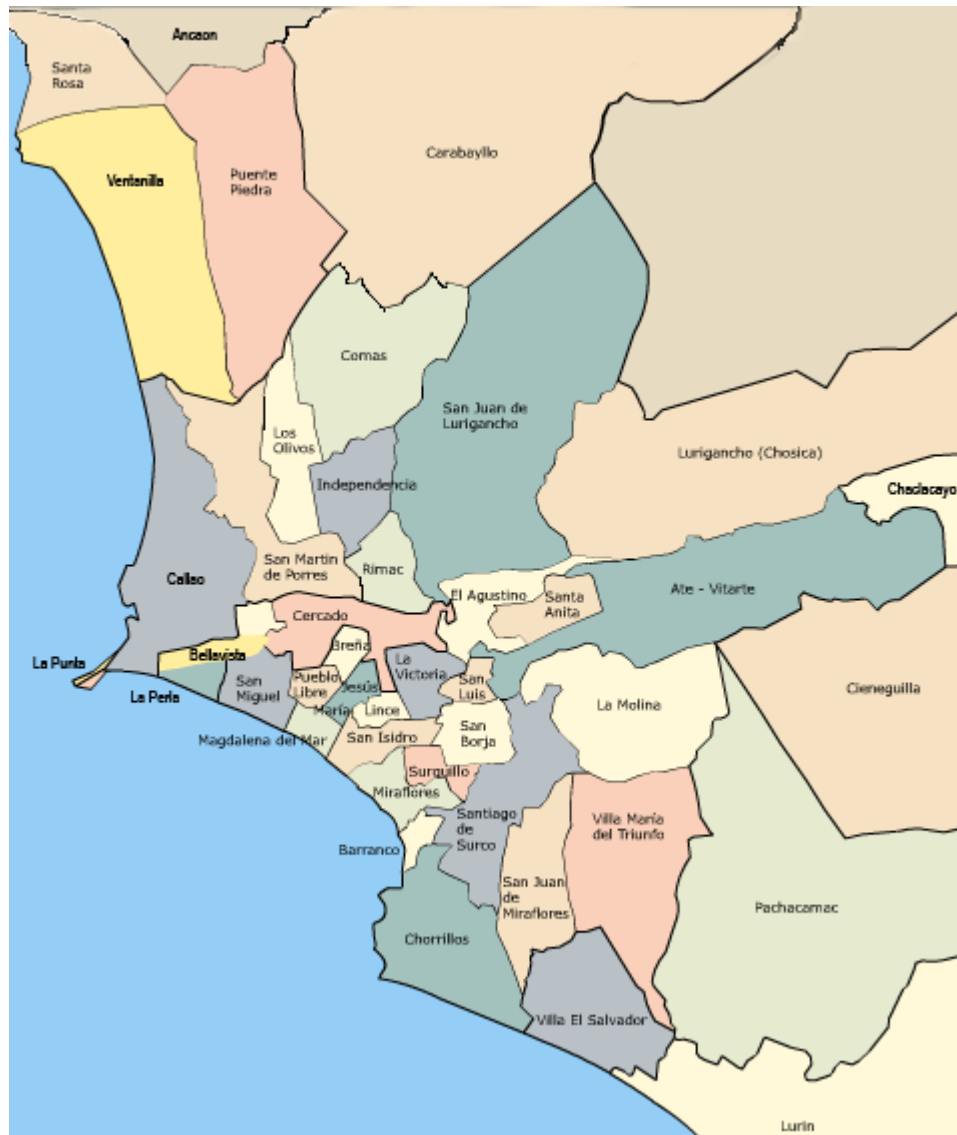 Ancaon
Santa
Rosa
Carabayllo
Ventanilla
Puente
Piedra
Comas
San Juan de
Lurigancho
Los
Olivos
Lurigancho (Chosica)
Independencia
Chaclacayo
San Martin
de Porres
Rimac
Callao
El Agustino
Santa
Anita
Ate - Vitarte
Cercado
Breña
La
Victoria
Bellavista
La Punta
La Perla
San
Miguel
Pueblo
Libre
Jesús
María
Lince
San
Luis
La Molina
Cieneguilla
Magdalena del Mar
San Isidro
San
Borja
Surquillo
Miraflores
Santiago
de
Surco
Villa María
del Triunfo
Barranco
San Juan
de
Miraflores
Pachacamac
Chorrillos
Villa El Salvador
Lurin